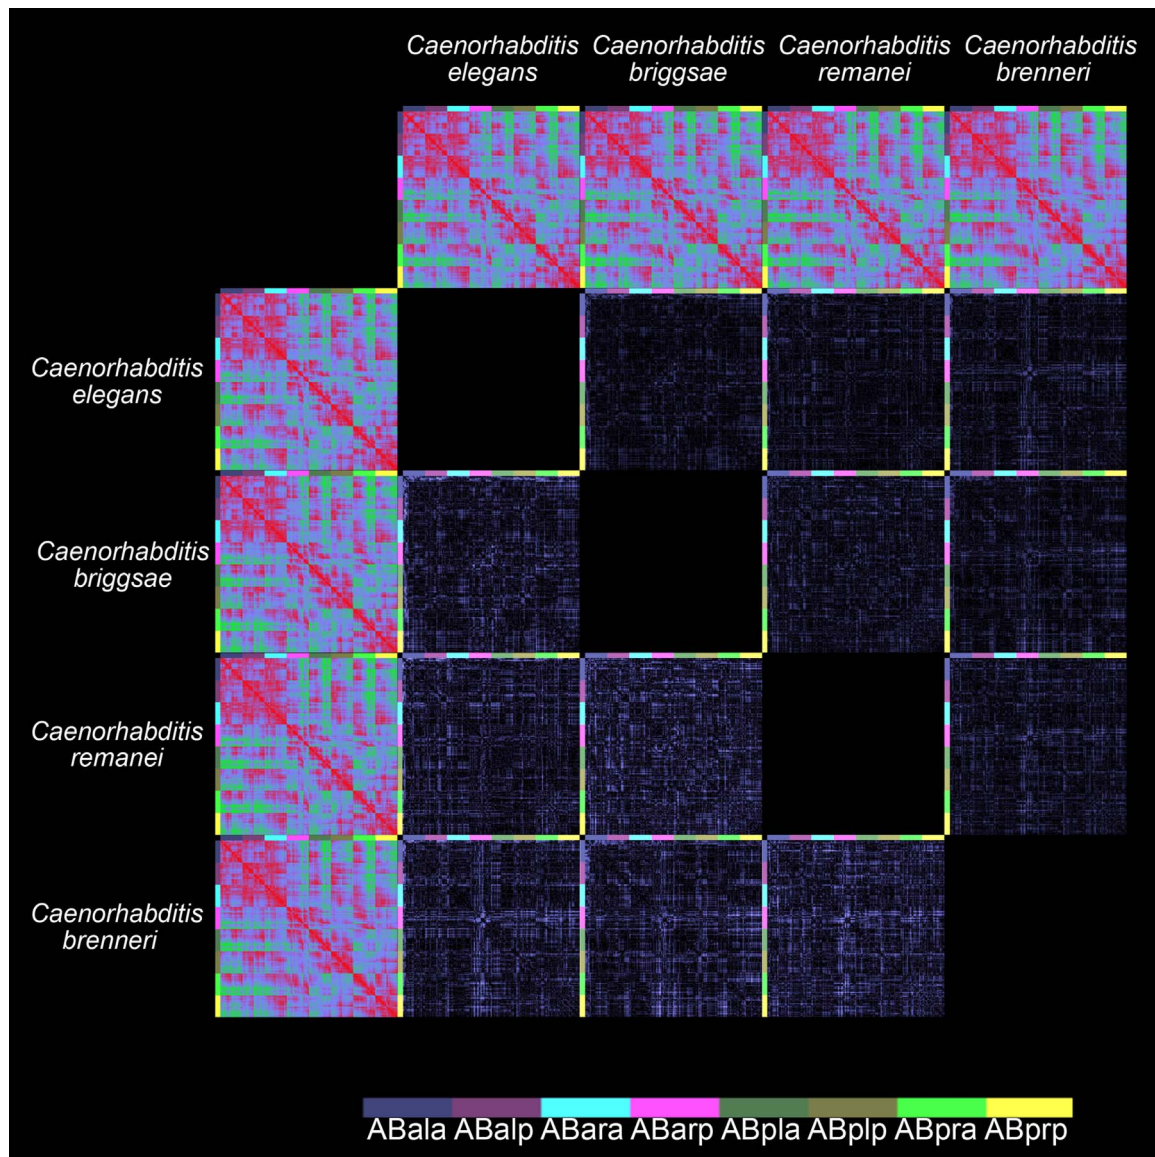 Caenorhabditis Caenorhabditis Caenorhabditis Caenorhabditis
elegans briggsae remanei brenneri
Caenorhabditis
elegans
Caenorhabditis
briggsae
Caenorhabditis
remanei
Caenorhabditis
brenneri
ABala ABalp ABara ABarp ABpla ABplp ABpra ABprp